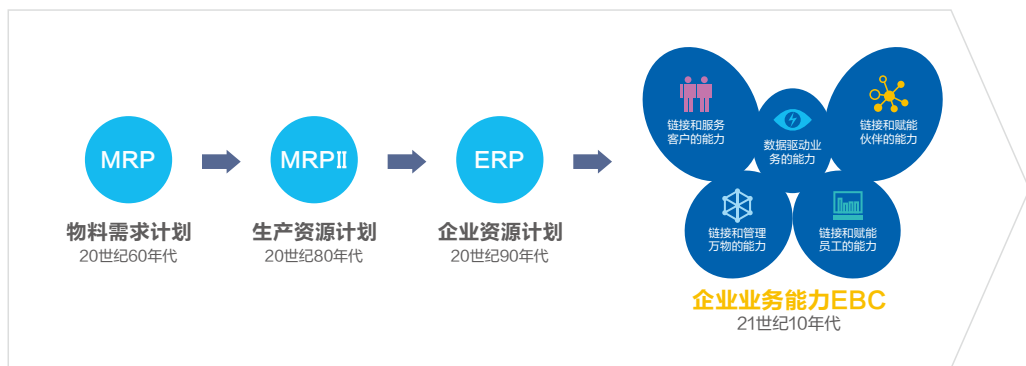 MRP
物料需求计划
20世纪60年代
MRPII
生产资源计划
20世纪80年代
ERP
企业资源计划
20世纪90年代
链接和服务
客户的能力
数据驱动业
务的能力
链接和赋能
伙伴的能力
链接和管理
万物的能力
链接和赋能
员工的能力
企业业务能力EBC
21世纪10年代